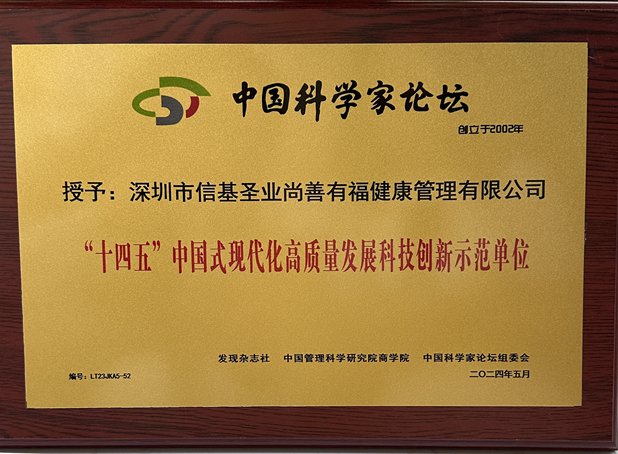 中国科学家论坛
创立于2002年
授予：深圳市信基圣业尚善有福健康管理有限公司
“十四五”中国式现代化高质量发展科技创新示范单位
发现杂志社 中国管理科学研究院商学院 中国科学家论坛组委会
编号：LT23JKA5-52 二〇二四年五月